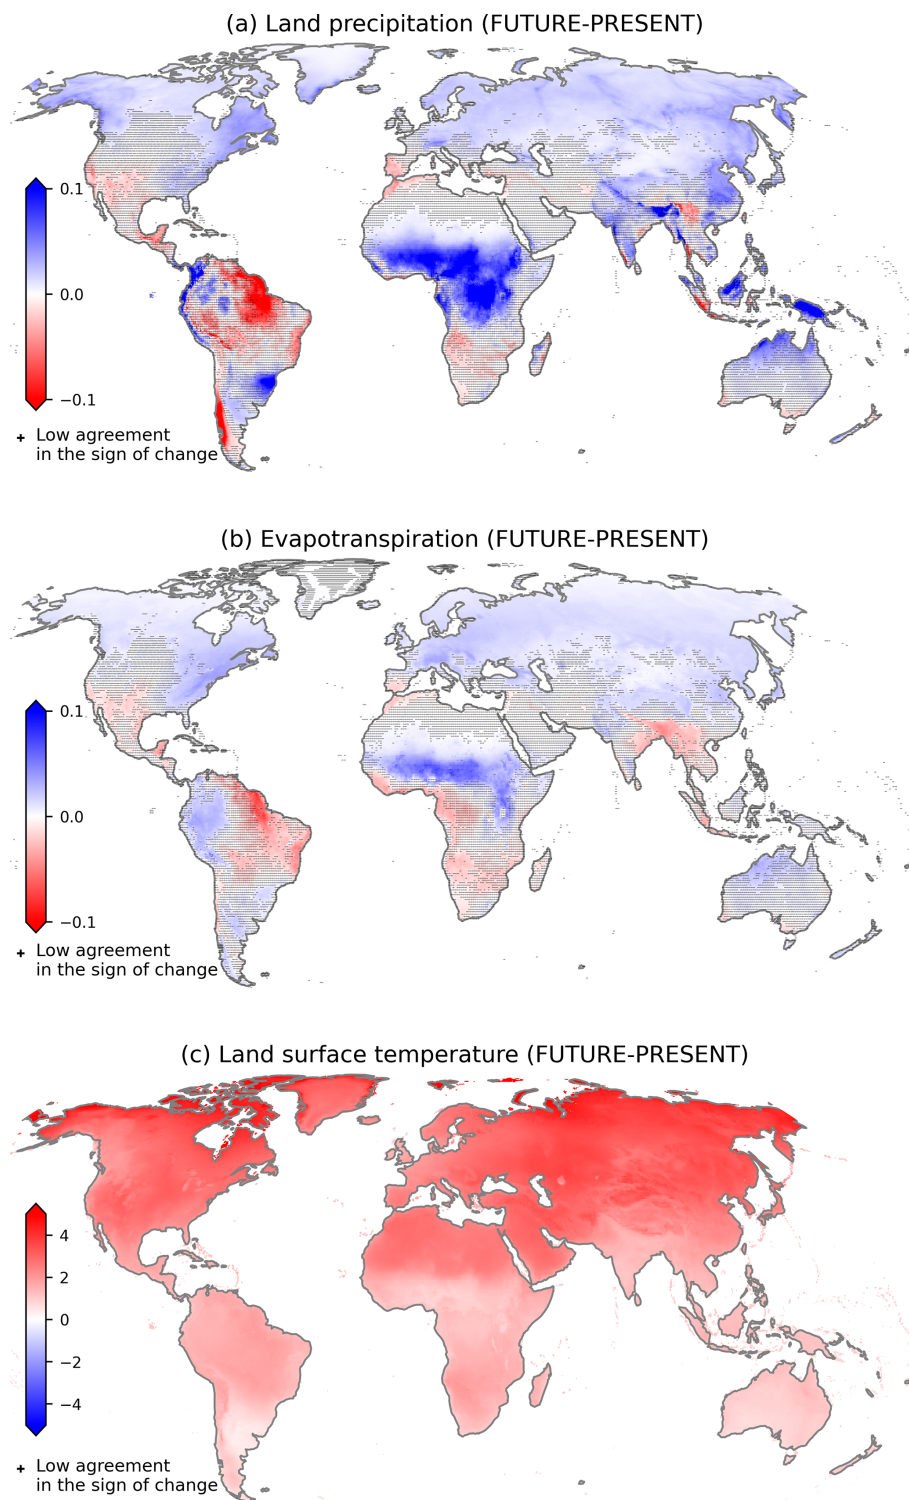 (a) Land precipitation (FUTURE-PRESENT)
0.1
0.0
−0.1
+ Low agreement
in the sign of change
(b) Evapotranspiration (FUTURE-PRESENT)
0.1
0.0
−0.1
+ Low agreement
in the sign of change
(c) Land surface temperature (FUTURE-PRESENT)
4
2
0
−2
−4
+ Low agreement
in the sign of change